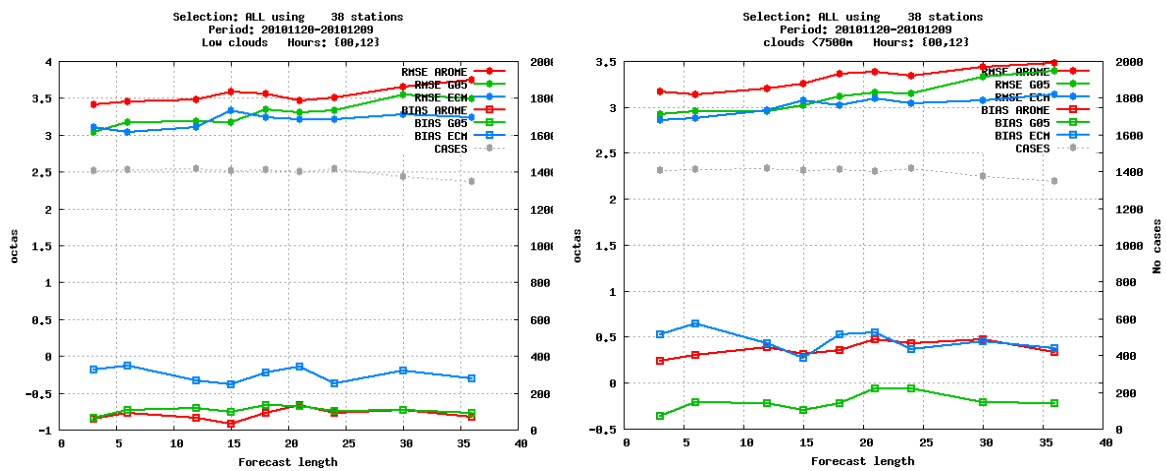 Selection: ALL using 38 stations
Period: 20101120-20101209
Low clouds Hours: {00,12}
4
3.5
3
2.5
2
1.5
1
0.5
0
-0.5
-1
octas
2000
1800
1600
1400
1200
1000
800
600
400
200
0
RMSE AROME
RMSE G05
RMSE ECM
BIAS AROME
BIAS G05
BIAS ECM
CASES
0 5 10 15 20 25 30 35 40
Forecast length
Selection: ALL using 38 stations
Period: 20101120-20101209
clouds <7500m Hours: {00,12}
3.5
3
2.5
2
1.5
1
0.5
0
-0.5
octas
2000
1800
1600
1400
1200
1000
800
600
400
200
0
No cases
RMSE AROME
RMSE G05
RMSE ECM
BIAS AROME
BIAS G05
BIAS ECM
CASES
0 5 10 15 20 25 30 35 40
Forecast length